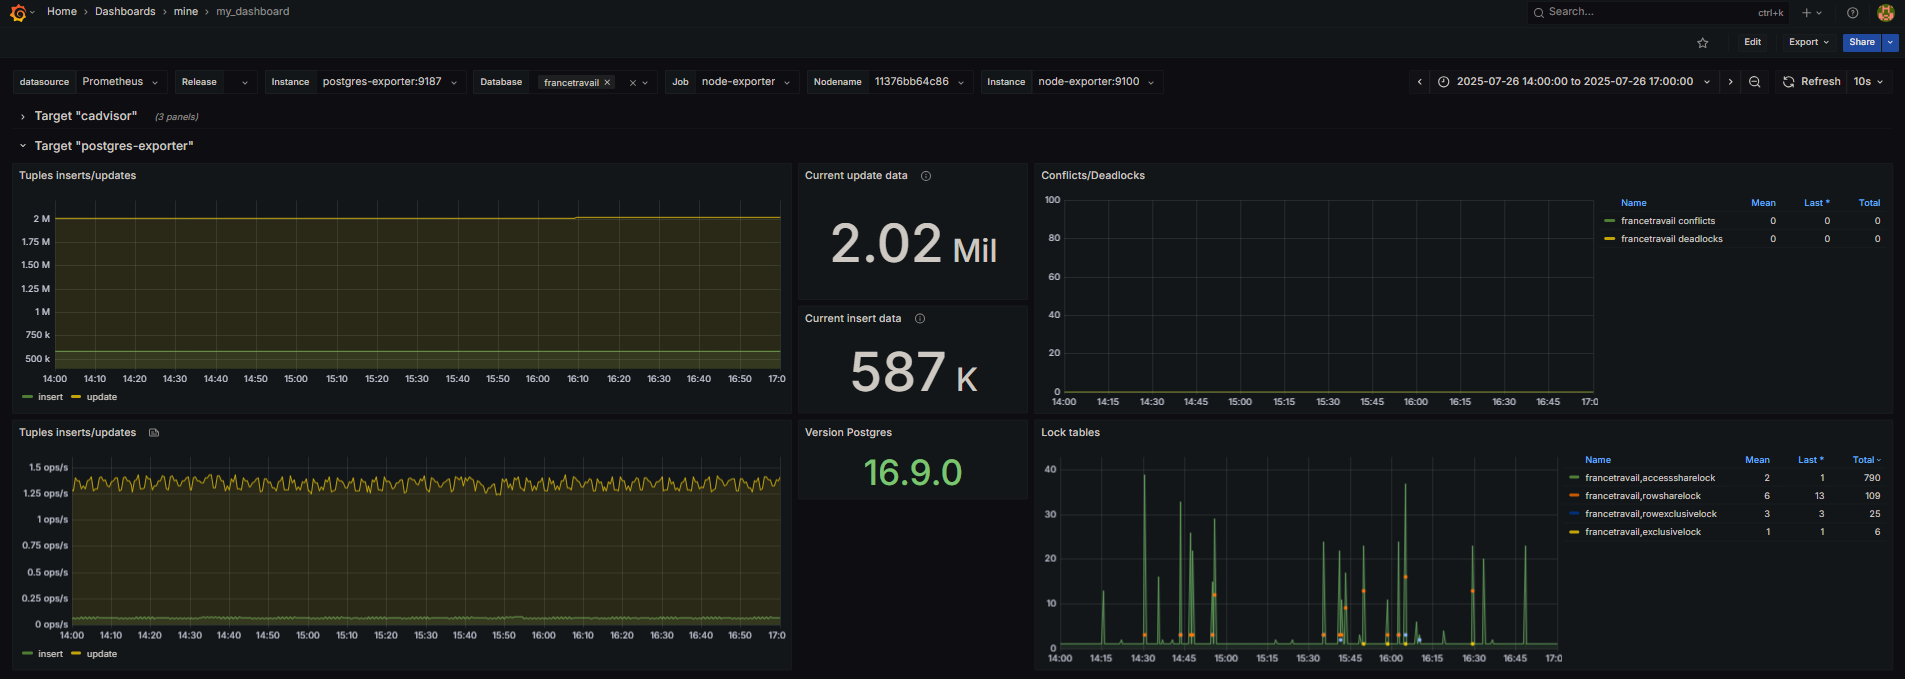 Home › Dashboards › mine › my_dashboard
Search... ctrl+k
Edit Export Share
datasource Prometheus Release Instance postgres-exporter:9187 Database francetravail Job node-exporter Nodename 11376bb64c86 Instance node-exporter:9100 2025-07-26 14:00:00 to 2025-07-26 17:00:00 Refresh 10s
Target "cadvisor" (3 panels)
Target "postgres-exporter"
Tuples inserts/updates
2 M
1.75 M
1.50 M
1.25 M
1 M
750 k
500 k
14:00 14:10 14:20 14:30 14:40 14:50 15:00 15:10 15:20 15:30 15:40 15:50 16:00 16:10 16:20 16:30 16:40 16:50 17:0
insert update
Current update data
2.02 Mil
Current insert data
587 K
Conflicts/Deadlocks
100
80
60
40
20
0
14:00 14:15 14:30 14:45 15:00 15:15 15:30 15:45 16:00 16:15 16:30 16:45 17:0
Name Mean Last * Total
francetravail conflicts 0 0 0
francetravail deadlocks 0 0 0
Tuples inserts/updates
1.5 ops/s
1.25 ops/s
1 ops/s
0.75 ops/s
0.5 ops/s
0.25 ops/s
0 ops/s
14:00 14:10 14:20 14:30 14:40 14:50 15:00 15:10 15:20 15:30 15:40 15:50 16:00 16:10 16:20 16:30 16:40 16:50 17:0
insert update
Version Postgres
16.9.0
Lock tables
40
30
20
10
0
14:00 14:15 14:30 14:45 15:00 15:15 15:30 15:45 16:00 16:15 16:30 16:45 17:0
Name Mean Last * Total
francetravail,accesssharelock 2 1 790
francetravail,rowsharelock 6 13 109
francetravail,rowexclusivelock 3 3 25
francetravail,exclusivelock 1 1 6